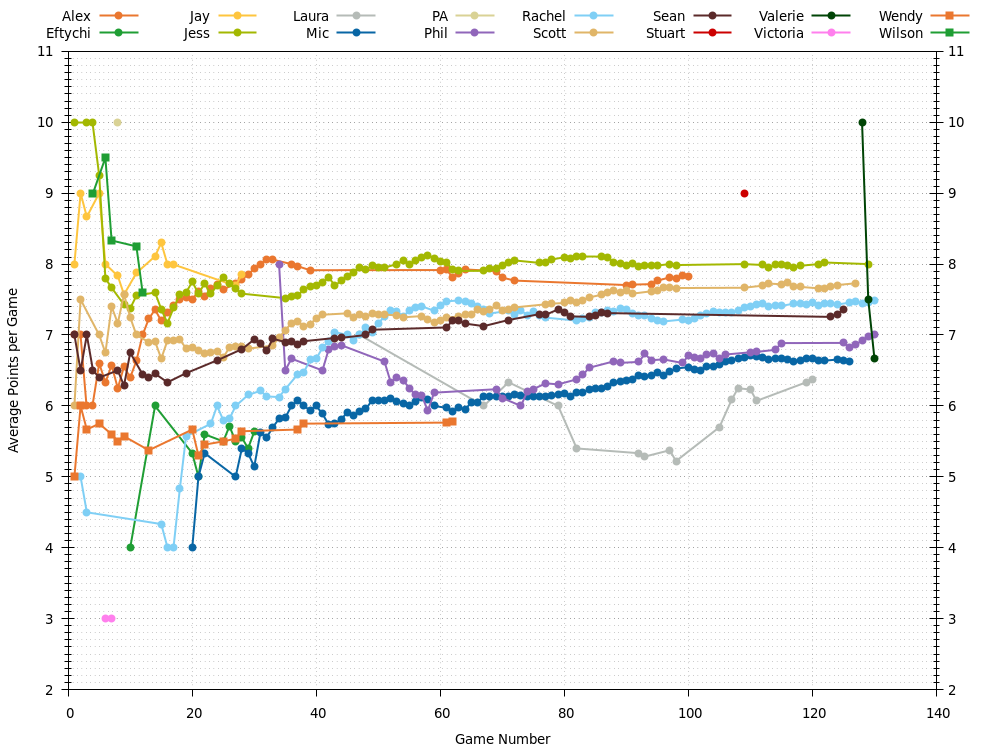 Alex Jay Laura PA Rachel Sean Valerie Wendy
Eftychi Jess Mic Phil Scott Stuart Victoria Wilson
11 11
10 10
9 9
8 8
7 7
6 6
5 5
4 4
3 3
2 2
0 20 40 60 80 100 120 140
Average Points per Game
Game Number